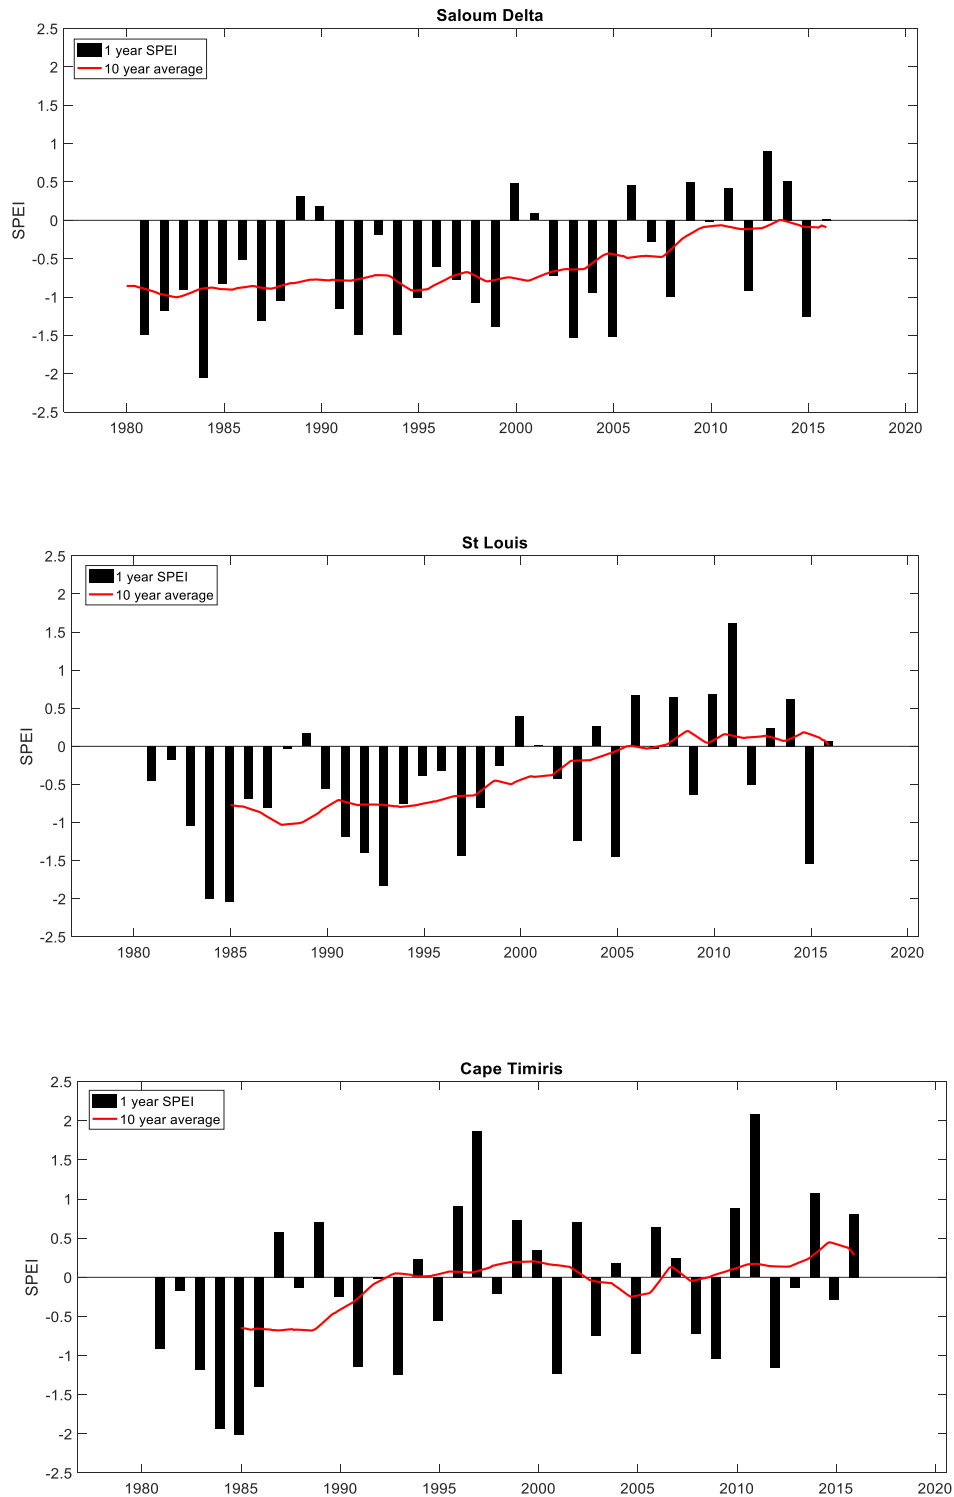 Saloum Delta
2.5
1 year SPEI
10 year average
2
1.5
1
0.5
0
-0.5
-1
-1.5
-2
-2.5
SPEI
1980 1985 1990 1995 2000 2005 2010 2015 2020
St Louis
2.5
1 year SPEI
10 year average
2
1.5
1
0.5
0
-0.5
-1
-1.5
-2
-2.5
SPEI
1980 1985 1990 1995 2000 2005 2010 2015 2020
Cape Timiris
2.5
1 year SPEI
10 year average
2
1.5
1
0.5
0
-0.5
-1
-1.5
-2
-2.5
SPEI
1980 1985 1990 1995 2000 2005 2010 2015 2020